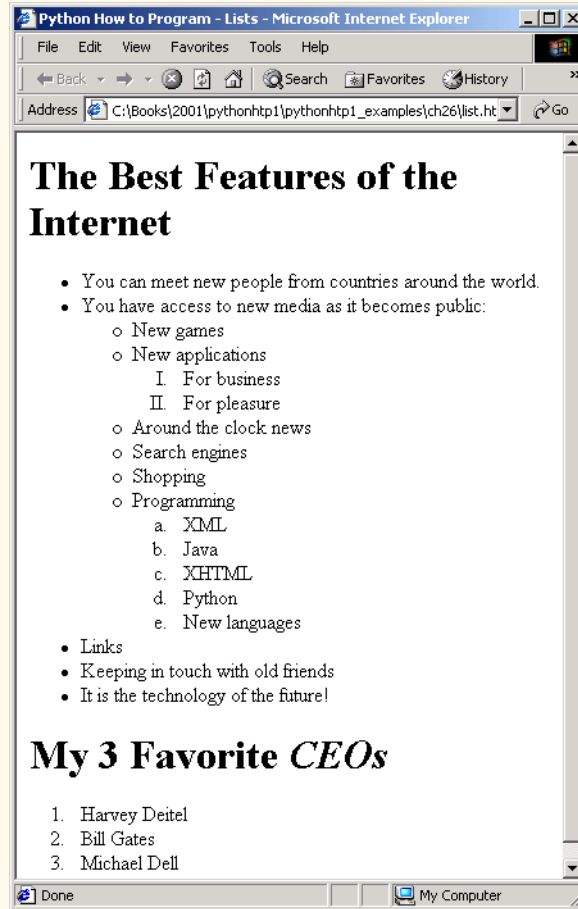 Python How to Program - Lists - Microsoft Internet Explorer
File Edit View Favorites Tools Help
Back Search Favorites History »
Address C:\Books\2001\pythonhtp1\pythonhtp1_examples\ch26\list.ht Go
The Best Features of the
Internet
• You can meet new people from countries around the world.
• You have access to new media as it becomes public:
o New games
o New applications
I. For business
II. For pleasure
o Around the clock news
o Search engines
o Shopping
o Programming
a. XML
b. Java
c. XHTML
d. Python
e. New languages
• Links
• Keeping in touch with old friends
• It is the technology of the future!
My 3 Favorite CEOs
1. Harvey Deitel
2. Bill Gates
3. Michael Dell
Done My Computer